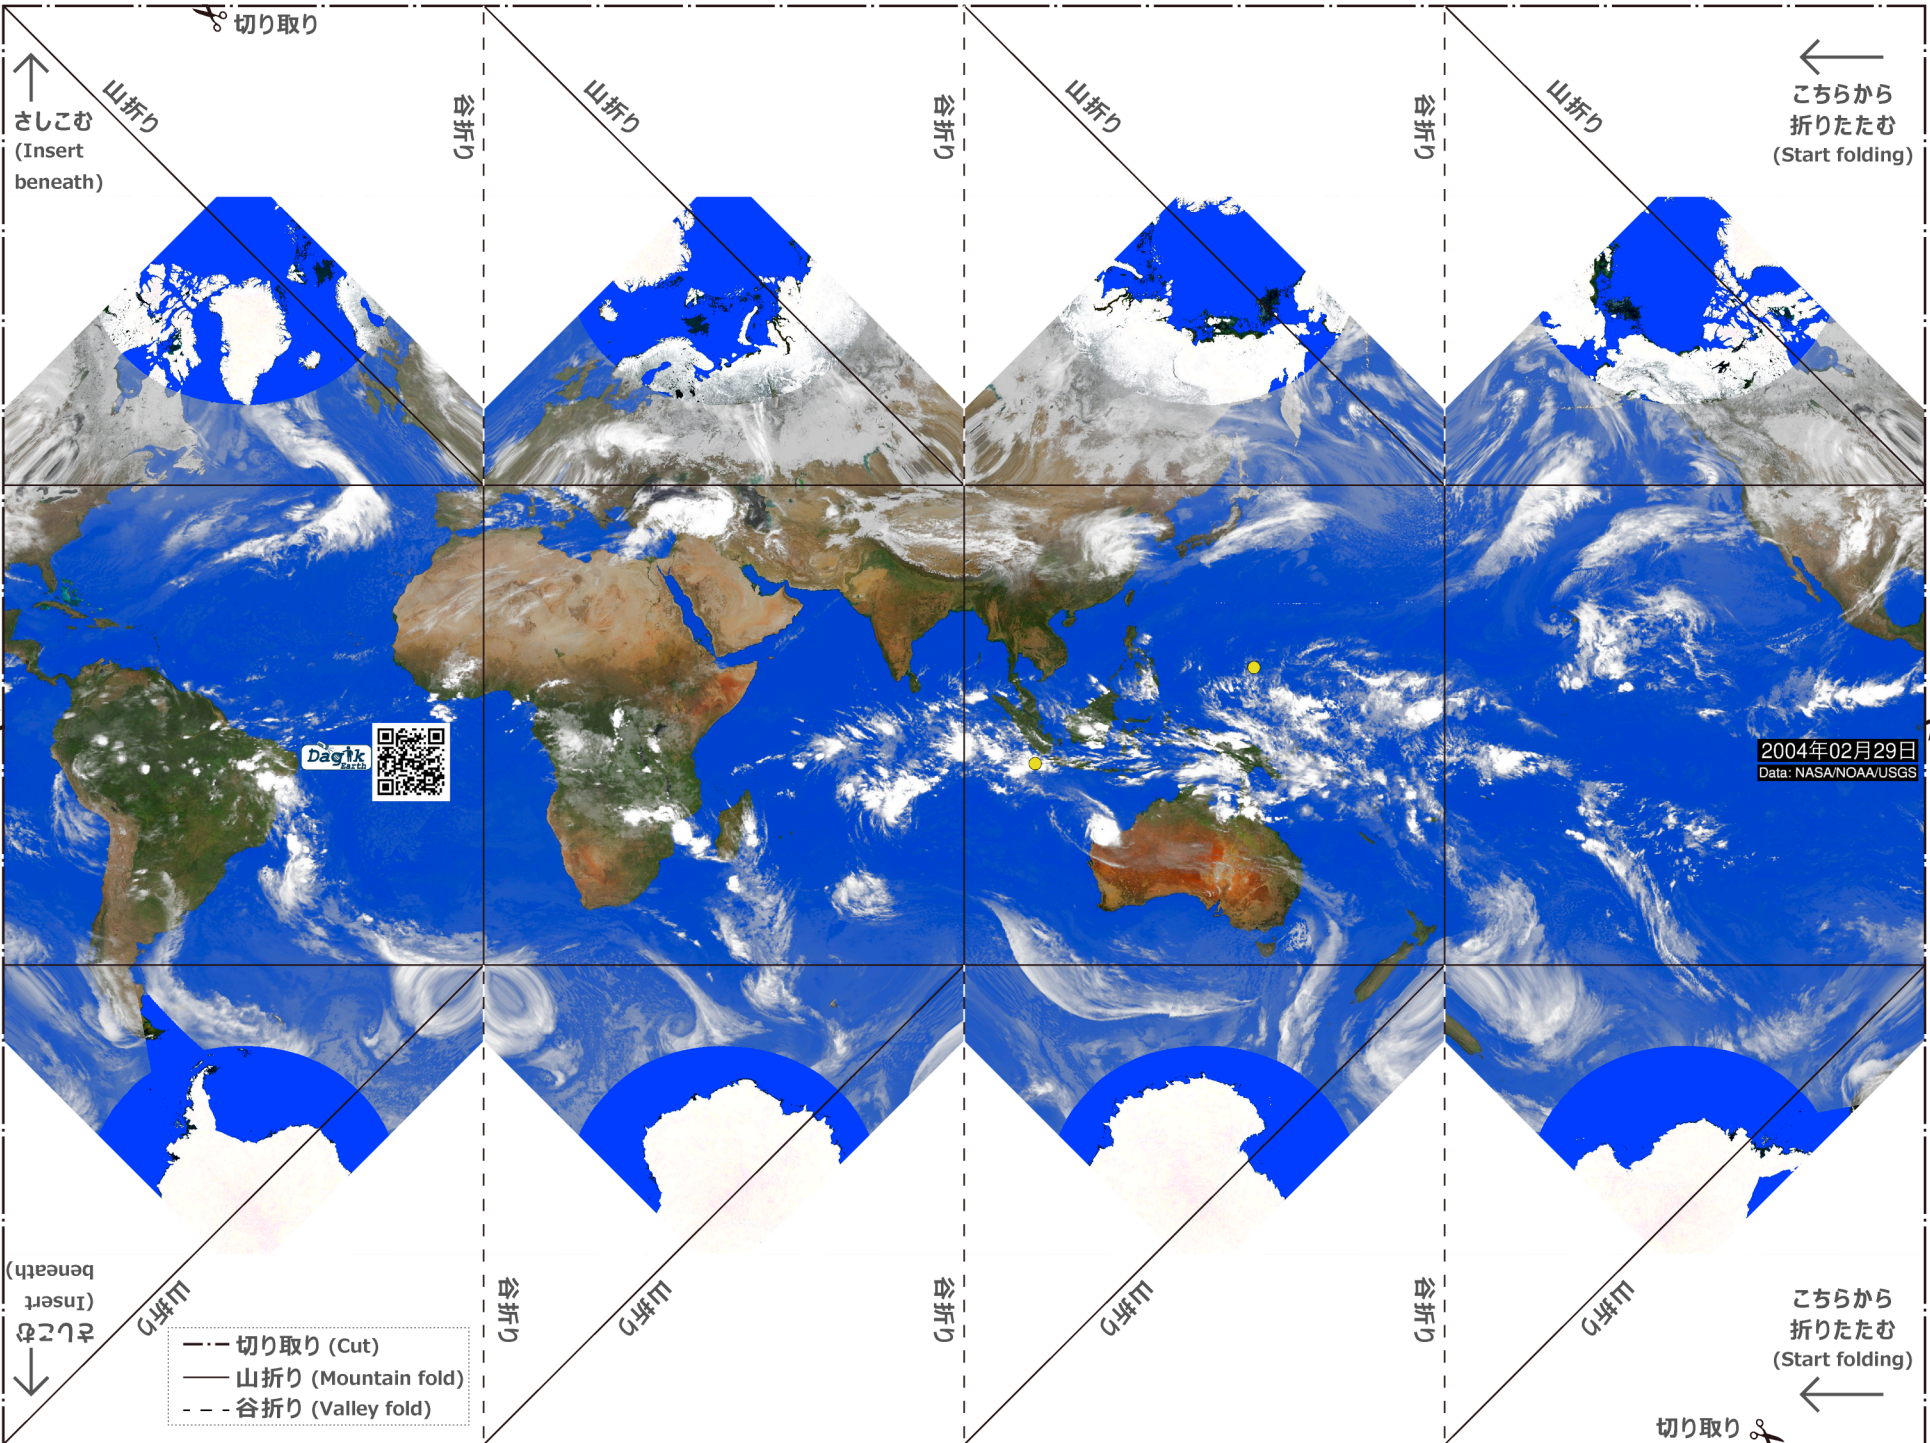 切り取り
山折り
谷折り
山折り
谷折り
山折り
谷折り
山折り
さしこむ
(Insert
beneath)
こちらから
折りたたむ
(Start folding)
Dagik
Earth
2004年02月29日
Data: NASA/NOAA/USGS
さしこむ
(Insert
beneath)
山折り
谷折り
山折り
谷折り
山折り
谷折り
山折り
こちらから
折りたたむ
(Start folding)
切り取り (Cut)
山折り (Mountain fold)
谷折り (Valley fold)
切り取り